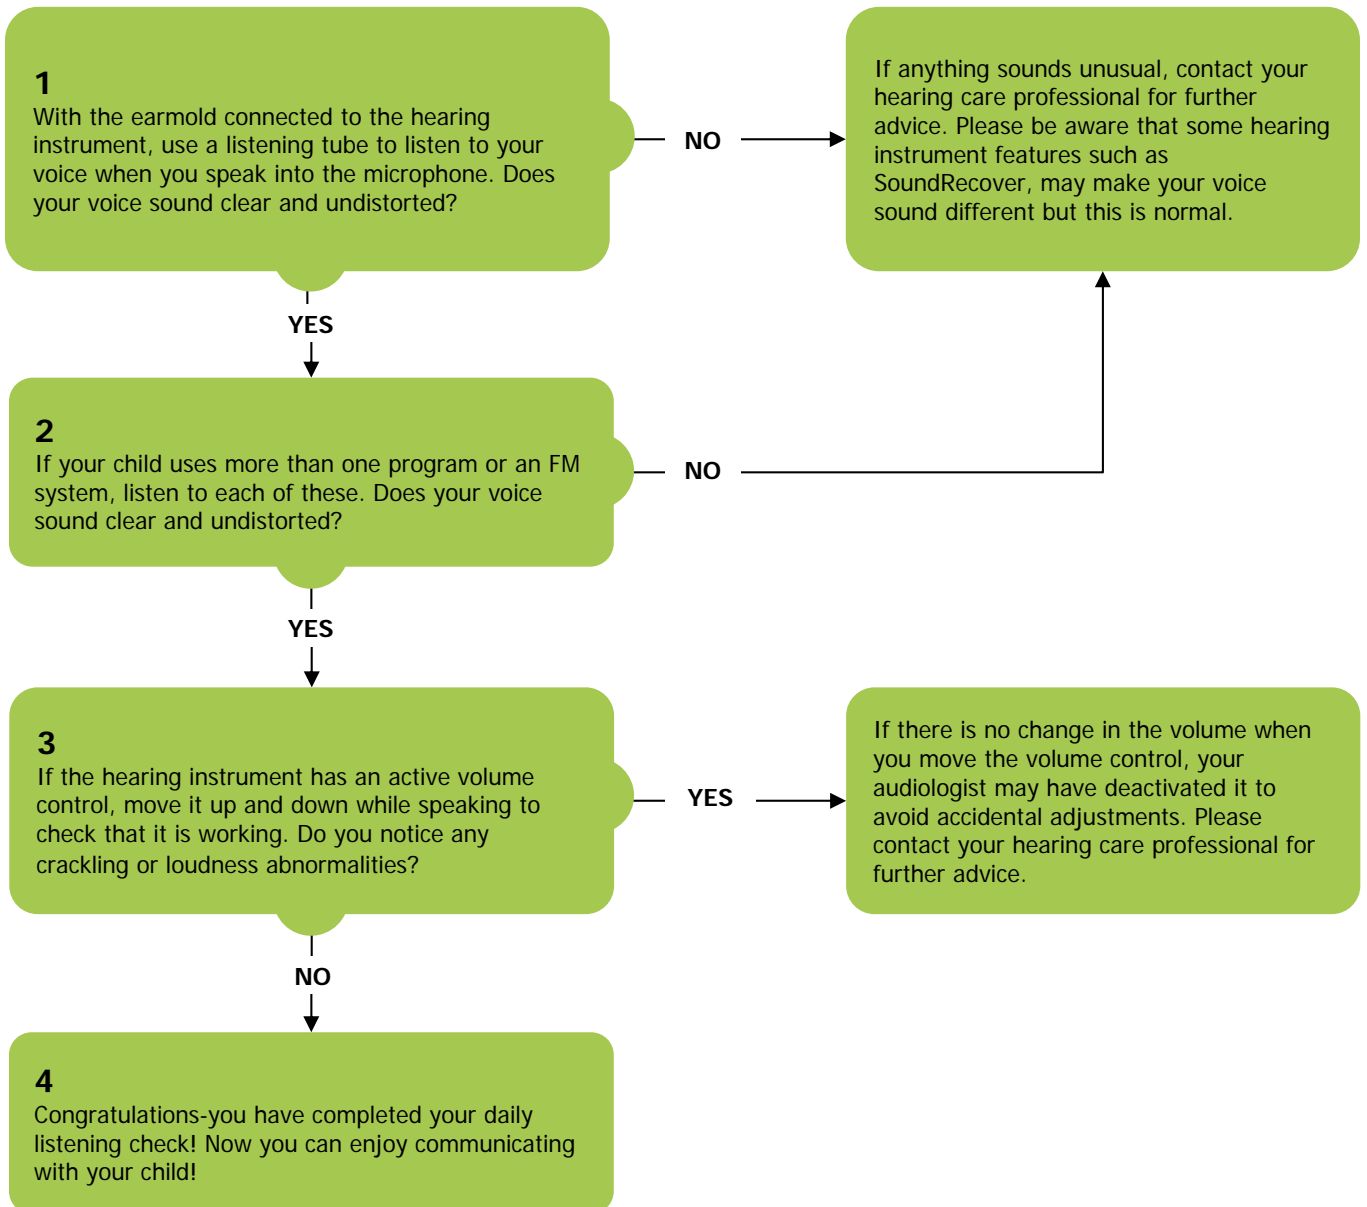 1
With the earmold connected to the hearing
instrument, use a listening tube to listen to your
voice when you speak into the microphone. Does
your voice sound clear and undistorted?
NO
If anything sounds unusual, contact your
hearing care professional for further
advice. Please be aware that some hearing
instrument features such as
SoundRecover, may make your voice
sound different but this is normal.
YES
2
If your child uses more than one program or an FM
system, listen to each of these. Does your voice
sound clear and undistorted?
NO
YES
3
If the hearing instrument has an active volume
control, move it up and down while speaking to
check that it is working. Do you notice any
crackling or loudness abnormalities?
YES
If there is no change in the volume when
you move the volume control, your
audiologist may have deactivated it to
avoid accidental adjustments. Please
contact your hearing care professional for
further advice.
NO
4
Congratulations-you have completed your daily
listening check! Now you can enjoy communicating
with your child!